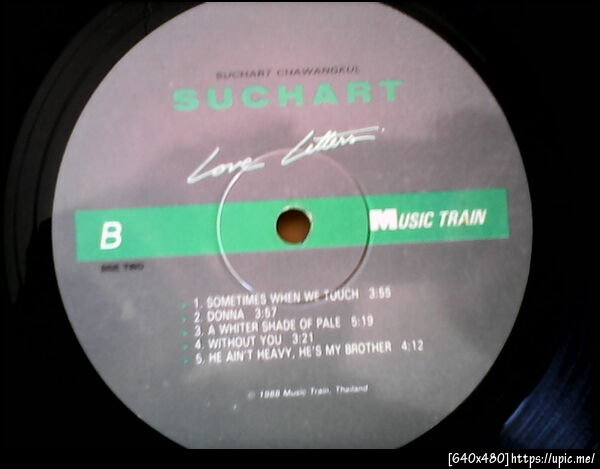 SUCHART CHAWANGKUL
SUCHART
Love Letters
B
MUSIC TRAIN
SIDE TWO
1. SOMETIMES WHEN WE TOUCH 3:55
2. DONNA 3:57
3. A WHITER SHADE OF PALE 5:19
4. WITHOUT YOU 3:21
5. HE AIN'T HEAVY, HE'S MY BROTHER 4:12
© 1988 Music Train, Thailand
[640x480]https://upic.me/